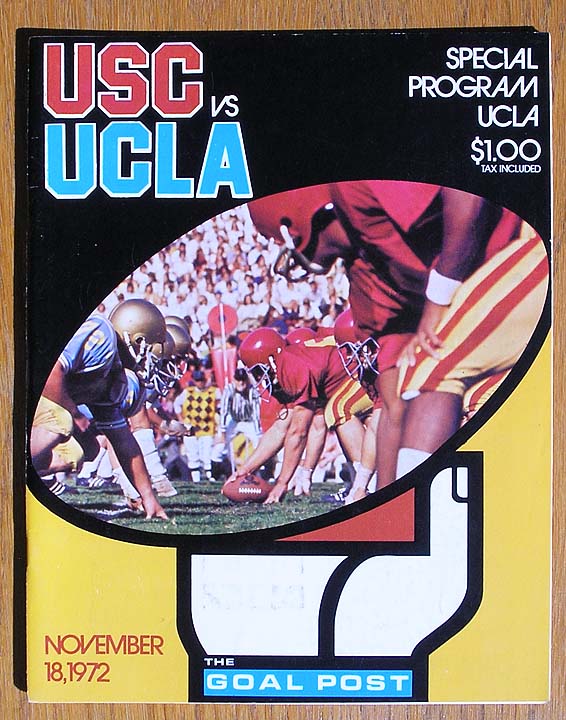 USC
VS
UCLA
SPECIAL
PROGRAM
UCLA
$1.00
TAX INCLUDED
NOVEMBER
18,1972
THE
GOAL POST